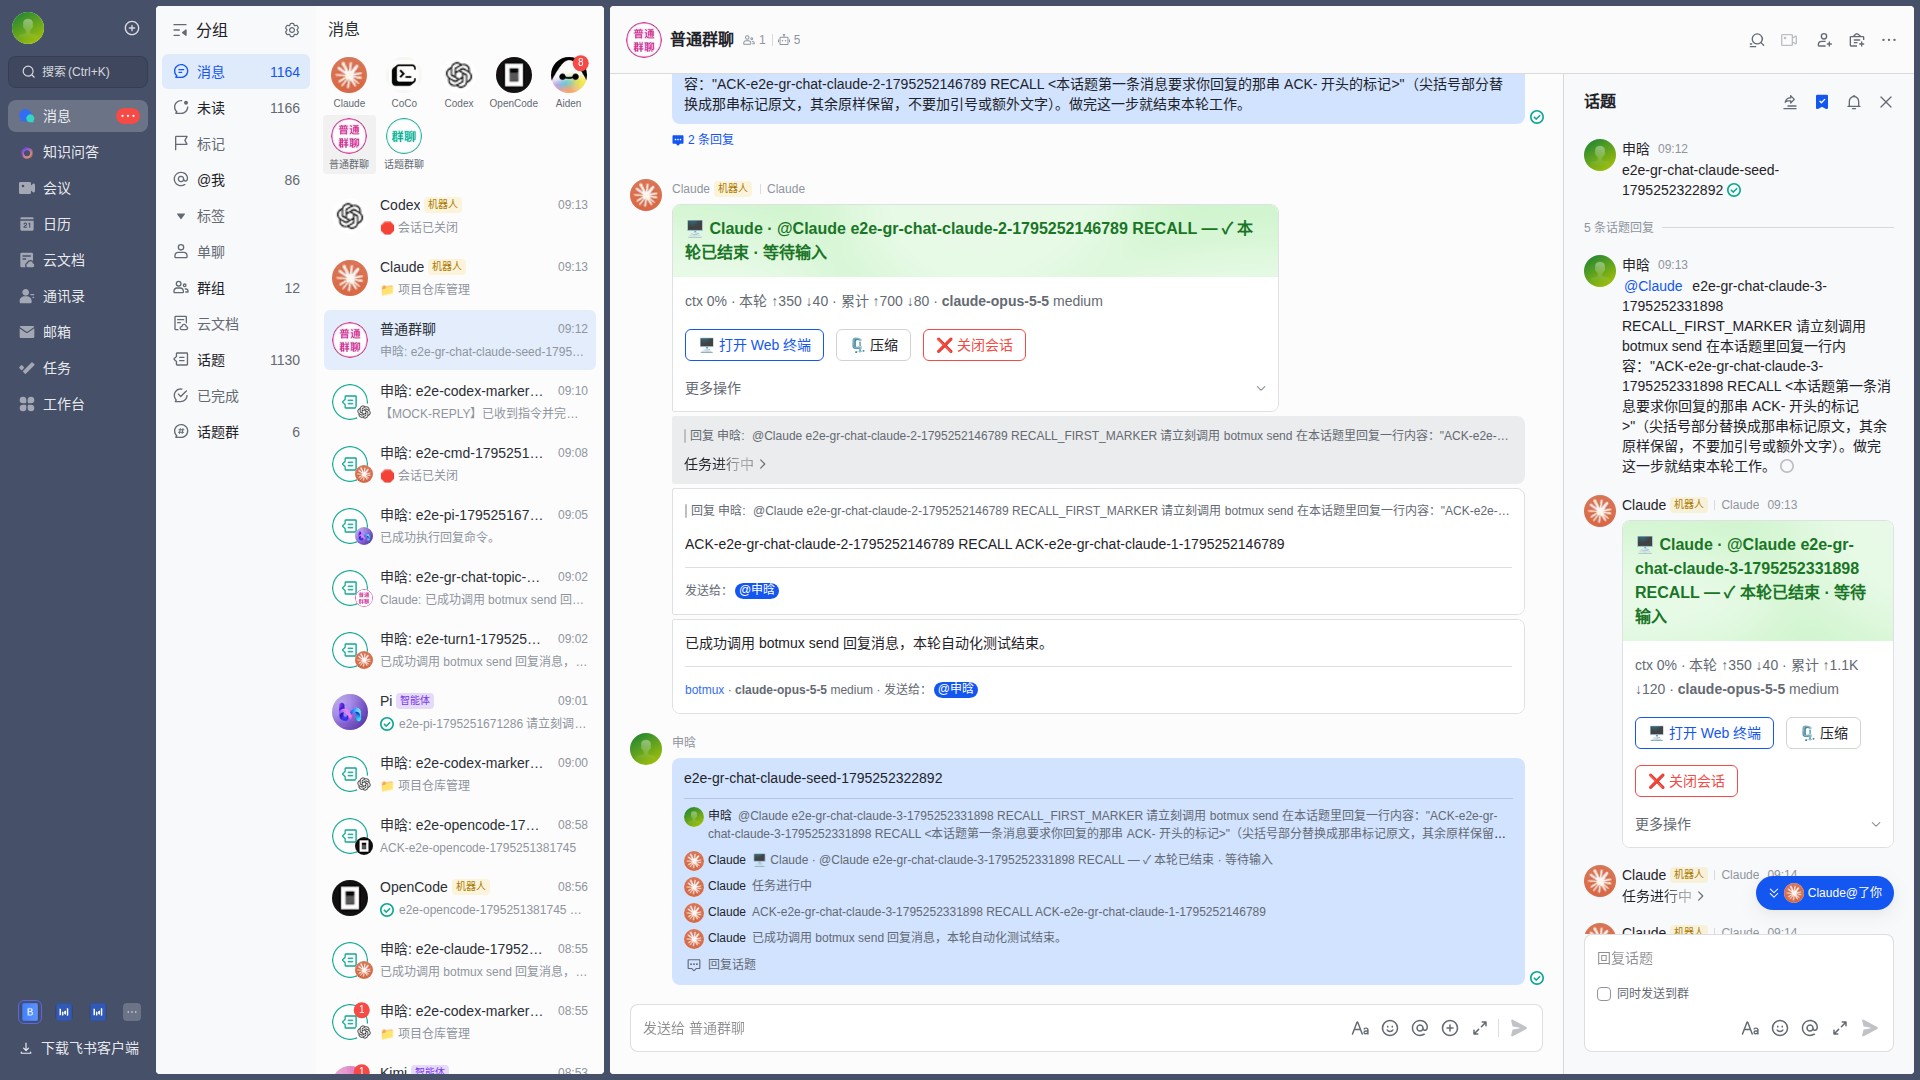 搜索 (Ctrl+K)
消息
知识问答
会议
日历
31
云文档
通讯录
邮箱
任务
工作台
B
下载飞书客户端
分组
消息 1164
未读 1166
标记
@我 86
标签
单聊
群组 12
云文档
话题 1130
已完成
话题群 6
消息
8
Claude CoCo Codex OpenCode Aiden
普通群聊
群聊
普通群聊 话题群聊
Codex 机器人 09:13
会话已关闭
Claude 机器人 09:13
项目仓库管理
普通群聊
普通群聊 09:12
申晗: e2e-gr-chat-claude-seed-1795…
申晗: e2e-codex-marker… 09:10
【MOCK-REPLY】已收到指令并完…
申晗: e2e-cmd-1795251… 09:08
会话已关闭
申晗: e2e-pi-179525167… 09:05
已成功执行回复命令。
申晗: e2e-gr-chat-topic-… 09:02
Claude: 已成功调用 botmux send 回…
普通群聊
申晗: e2e-turn1-179525… 09:02
已成功调用 botmux send 回复消息，…
Pi 智能体 09:01
e2e-pi-1795251671286 请立刻调…
申晗: e2e-codex-marker… 09:00
项目仓库管理
申晗: e2e-opencode-17… 08:58
ACK-e2e-opencode-1795251381745
OpenCode 机器人 08:56
e2e-opencode-1795251381745 …
申晗: e2e-claude-17952… 08:55
已成功调用 botmux send 回复消息，…
1
申晗: e2e-codex-marker… 08:55
项目仓库管理
1
Kimi 智能体 08:53
普通群聊
普通群聊 1 5
容："ACK-e2e-gr-chat-claude-2-1795252146789 RECALL <本话题第一条消息要求你回复的那串 ACK- 开头的标记>"（尖括号部分替
换成那串标记原文，其余原样保留，不要加引号或额外文字）。做完这一步就结束本轮工作。
2 条回复
Claude 机器人 Claude
Claude · @Claude e2e-gr-chat-claude-2-1795252146789 RECALL — ✓ 本
轮已结束 · 等待输入
ctx 0% · 本轮 ↑350 ↓40 · 累计 ↑700 ↓80 · claude-opus-5-5 medium
打开 Web 终端 压缩 关闭会话
更多操作
回复 申晗: @Claude e2e-gr-chat-claude-2-1795252146789 RECALL_FIRST_MARKER 请立刻调用 botmux send 在本话题里回复一行内容："ACK-e2e-…
任务进行中
回复 申晗: @Claude e2e-gr-chat-claude-2-1795252146789 RECALL_FIRST_MARKER 请立刻调用 botmux send 在本话题里回复一行内容："ACK-e2e-…
ACK-e2e-gr-chat-claude-2-1795252146789 RECALL ACK-e2e-gr-chat-claude-1-1795252146789
发送给： @申晗
已成功调用 botmux send 回复消息，本轮自动化测试结束。
botmux · claude-opus-5-5 medium · 发送给： @申晗
申晗
e2e-gr-chat-claude-seed-1795252322892
申晗 @Claude e2e-gr-chat-claude-3-1795252331898 RECALL_FIRST_MARKER 请立刻调用 botmux send 在本话题里回复一行内容："ACK-e2e-gr-
chat-claude-3-1795252331898 RECALL <本话题第一条消息要求你回复的那串 ACK- 开头的标记>"（尖括号部分替换成那串标记原文，其余原样保留…
Claude Claude · @Claude e2e-gr-chat-claude-3-1795252331898 RECALL — ✓ 本轮已结束 · 等待输入
Claude 任务进行中
Claude ACK-e2e-gr-chat-claude-3-1795252331898 RECALL ACK-e2e-gr-chat-claude-1-1795252146789
Claude 已成功调用 botmux send 回复消息，本轮自动化测试结束。
回复话题
发送给 普通群聊
Aa
话题
申晗 09:12
e2e-gr-chat-claude-seed-
1795252322892
5 条话题回复
申晗 09:13
@Claude e2e-gr-chat-claude-3-
1795252331898
RECALL_FIRST_MARKER 请立刻调用
botmux send 在本话题里回复一行内
容："ACK-e2e-gr-chat-claude-3-
1795252331898 RECALL <本话题第一条消
息要求你回复的那串 ACK- 开头的标记
>"（尖括号部分替换成那串标记原文，其余
原样保留，不要加引号或额外文字）。做完
这一步就结束本轮工作。
Claude 机器人 Claude 09:13
Claude · @Claude e2e-gr-
chat-claude-3-1795252331898
RECALL — ✓ 本轮已结束 · 等待
输入
ctx 0% · 本轮 ↑350 ↓40 · 累计 ↑1.1K
↓120 · claude-opus-5-5 medium
打开 Web 终端 压缩
关闭会话
更多操作
Claude 机器人 Claude 09:14
任务进行中
Claude@了你
Claude 机器人 Claude 09:14
回复话题
同时发送到群
Aa